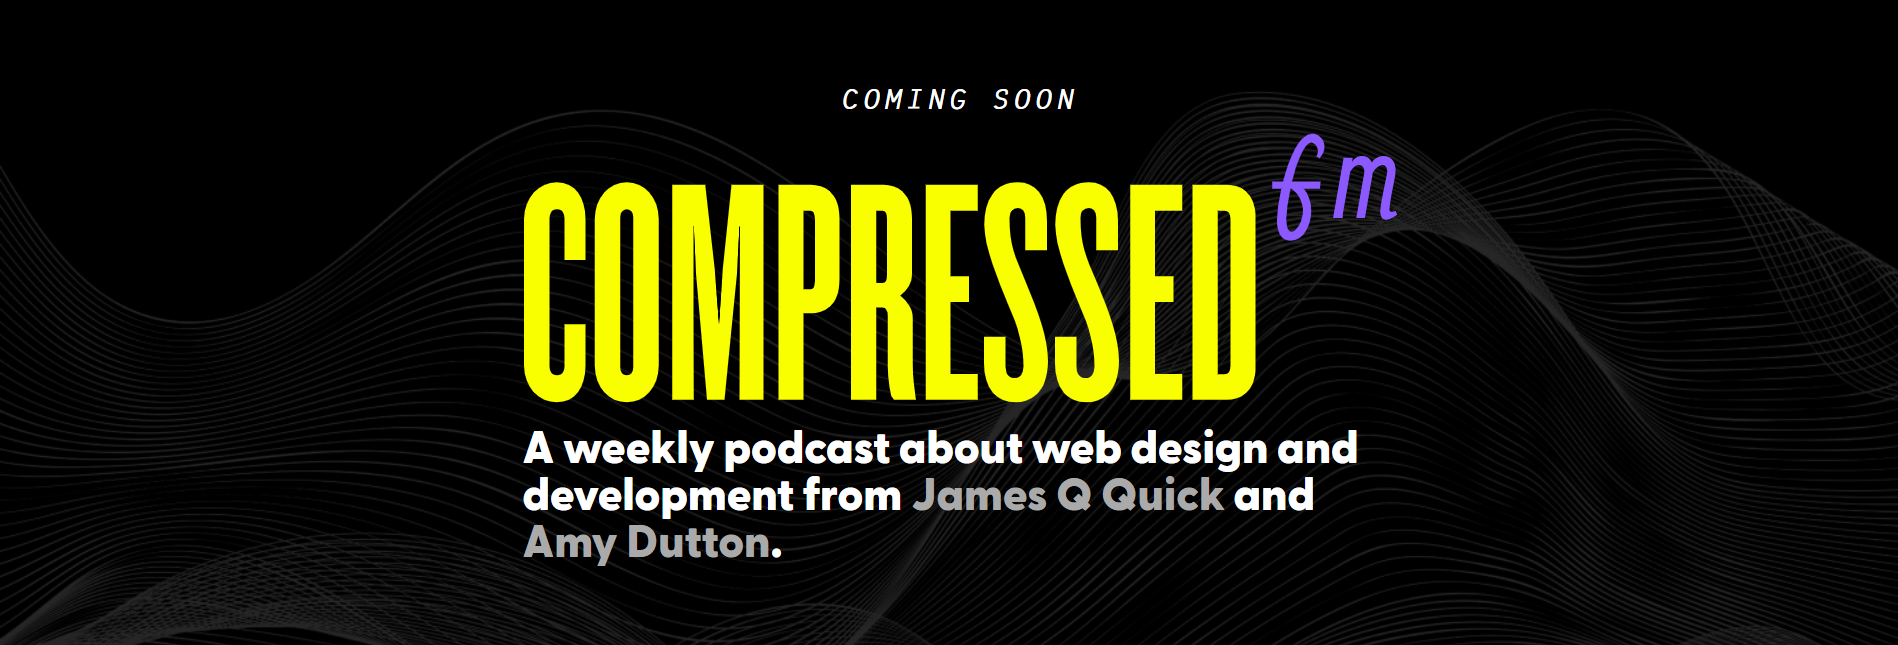 COMING SOON
COMPRESSED fm
A weekly podcast about web design and
development from James Q Quick and
Amy Dutton.